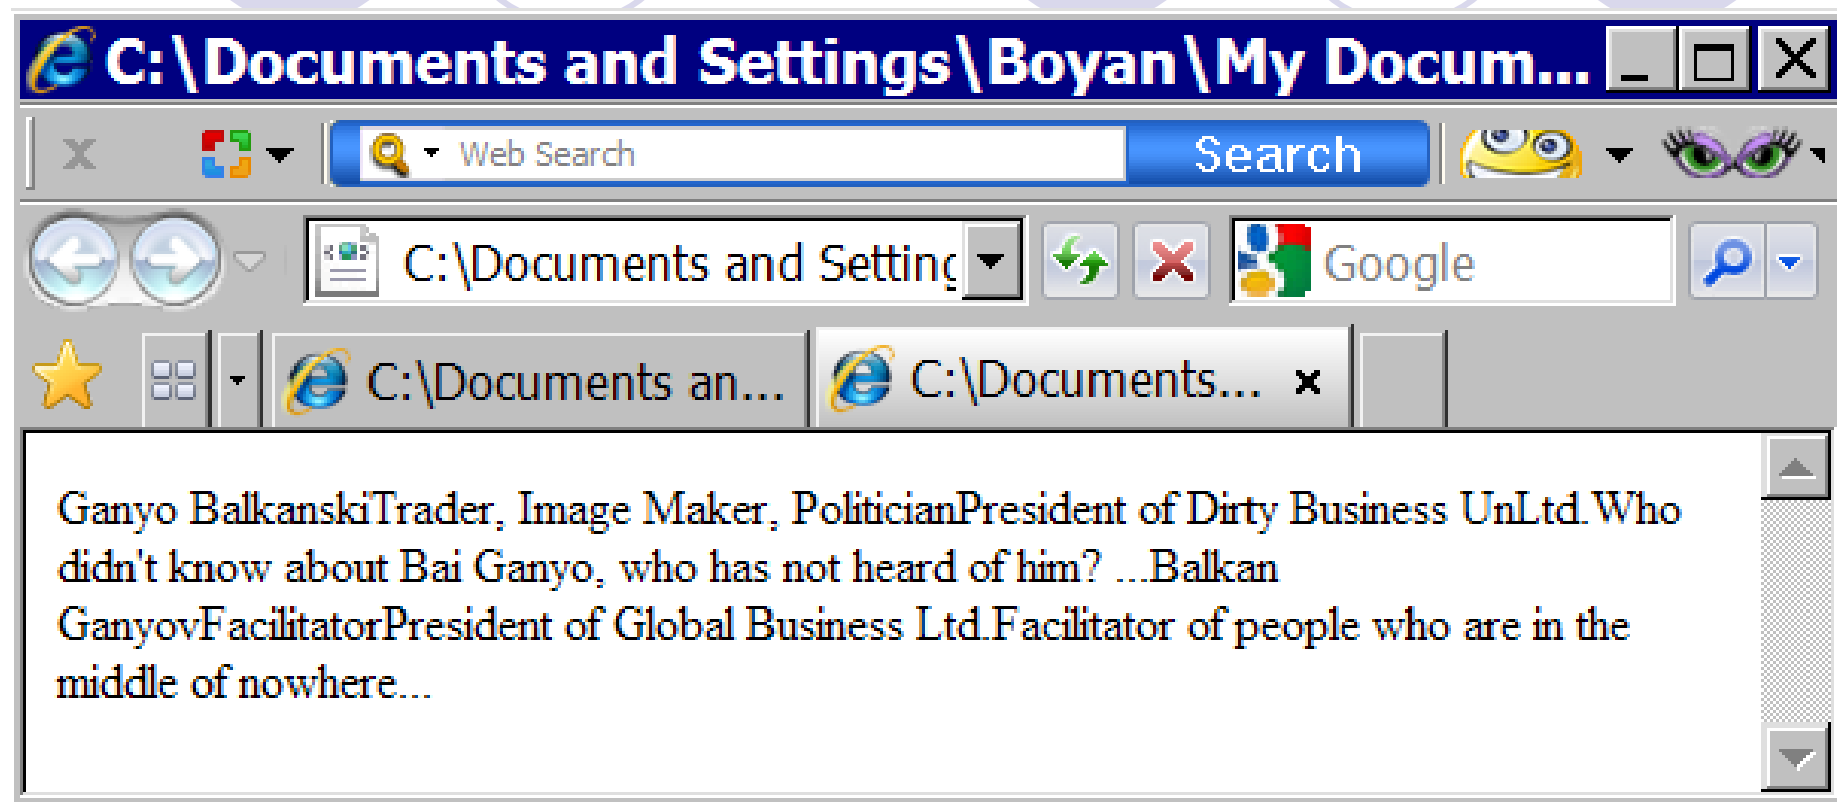 C:\Documents and Settings\Boyan\My Docum...
Web Search Search
C:\Documents and Setting Google
C:\Documents an... C:\Documents...
Ganyo BalkanskiTrader, Image Maker, PoliticianPresident of Dirty Business UnLtd.Who
didn't know about Bai Ganyo, who has not heard of him? ...Balkan
GanyovFacilitatorPresident of Global Business Ltd.Facilitator of people who are in the
middle of nowhere...